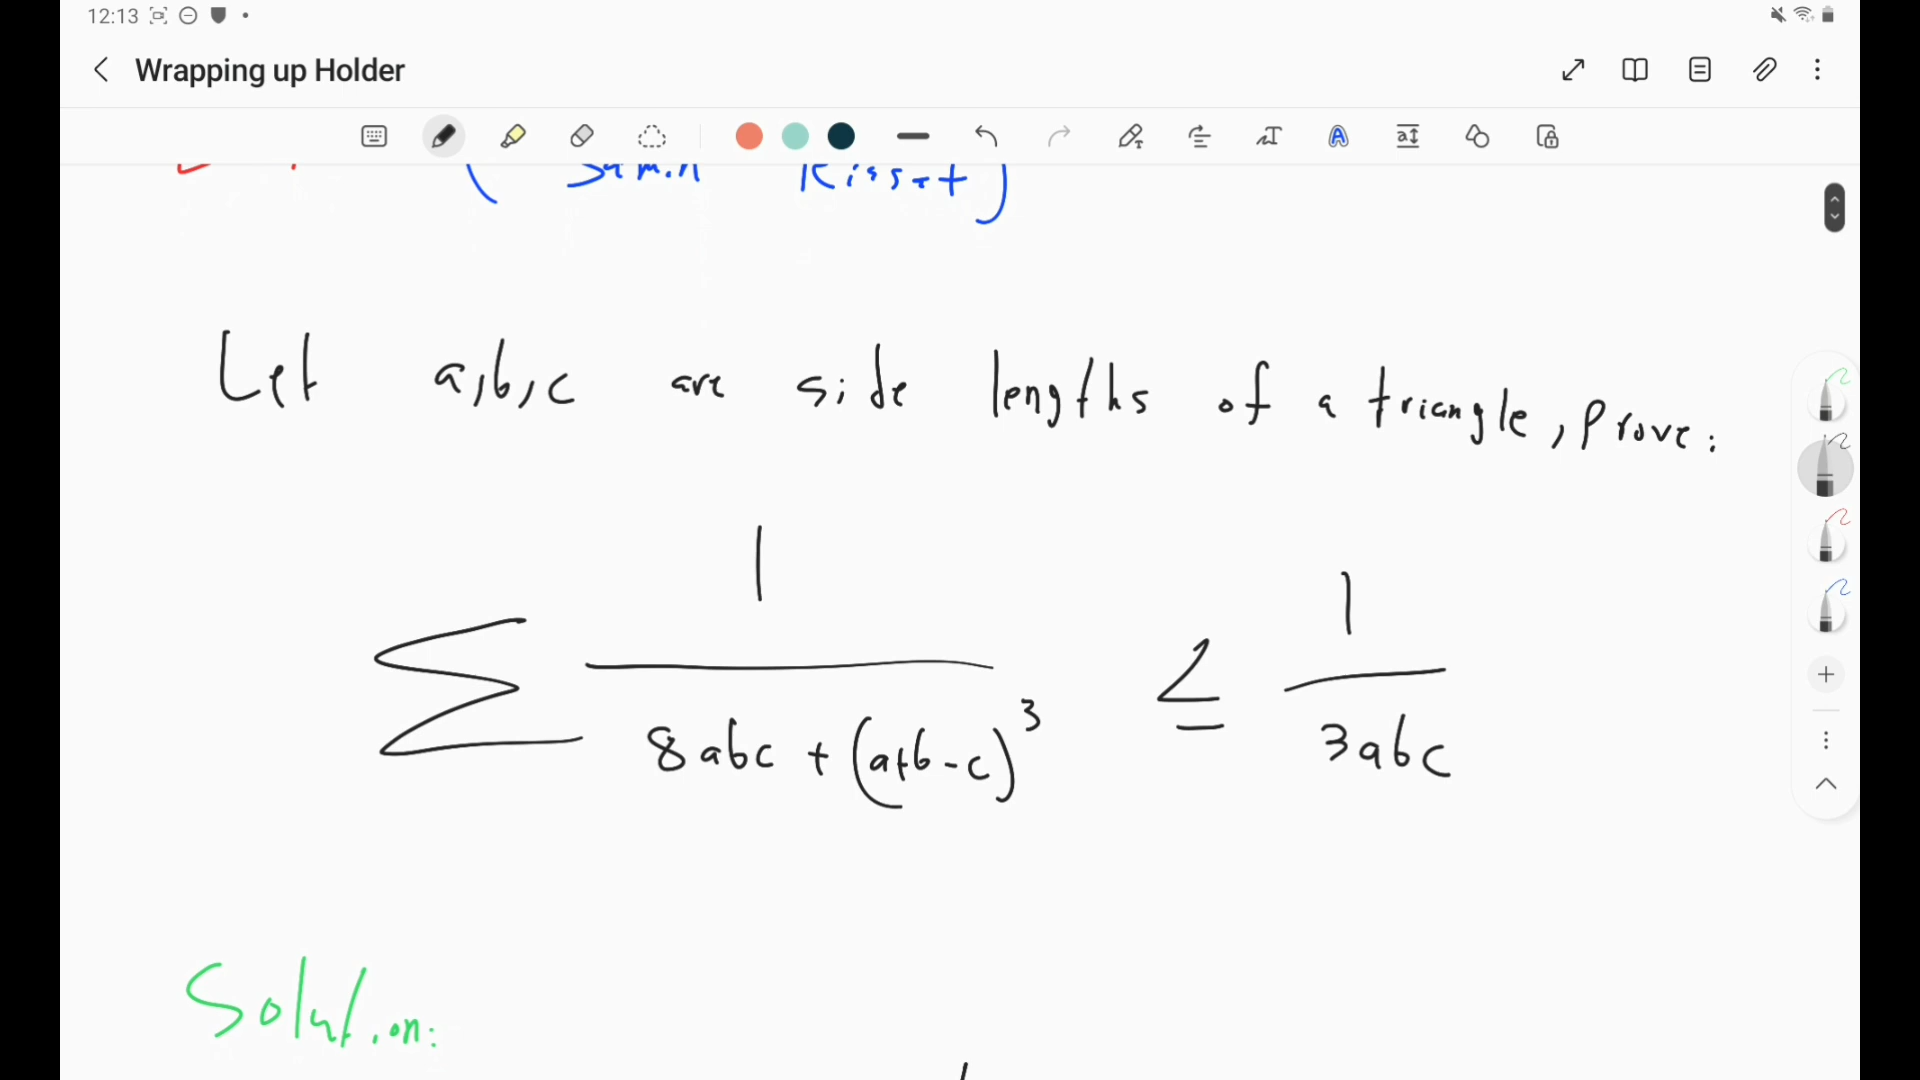 12:13
Wrapping up Holder
Let a,b,c are side lengths of a triangle, Prove:
∑ 1/(8abc + (a+b-c)^3) ≤ 1/(3abc)
Solution: